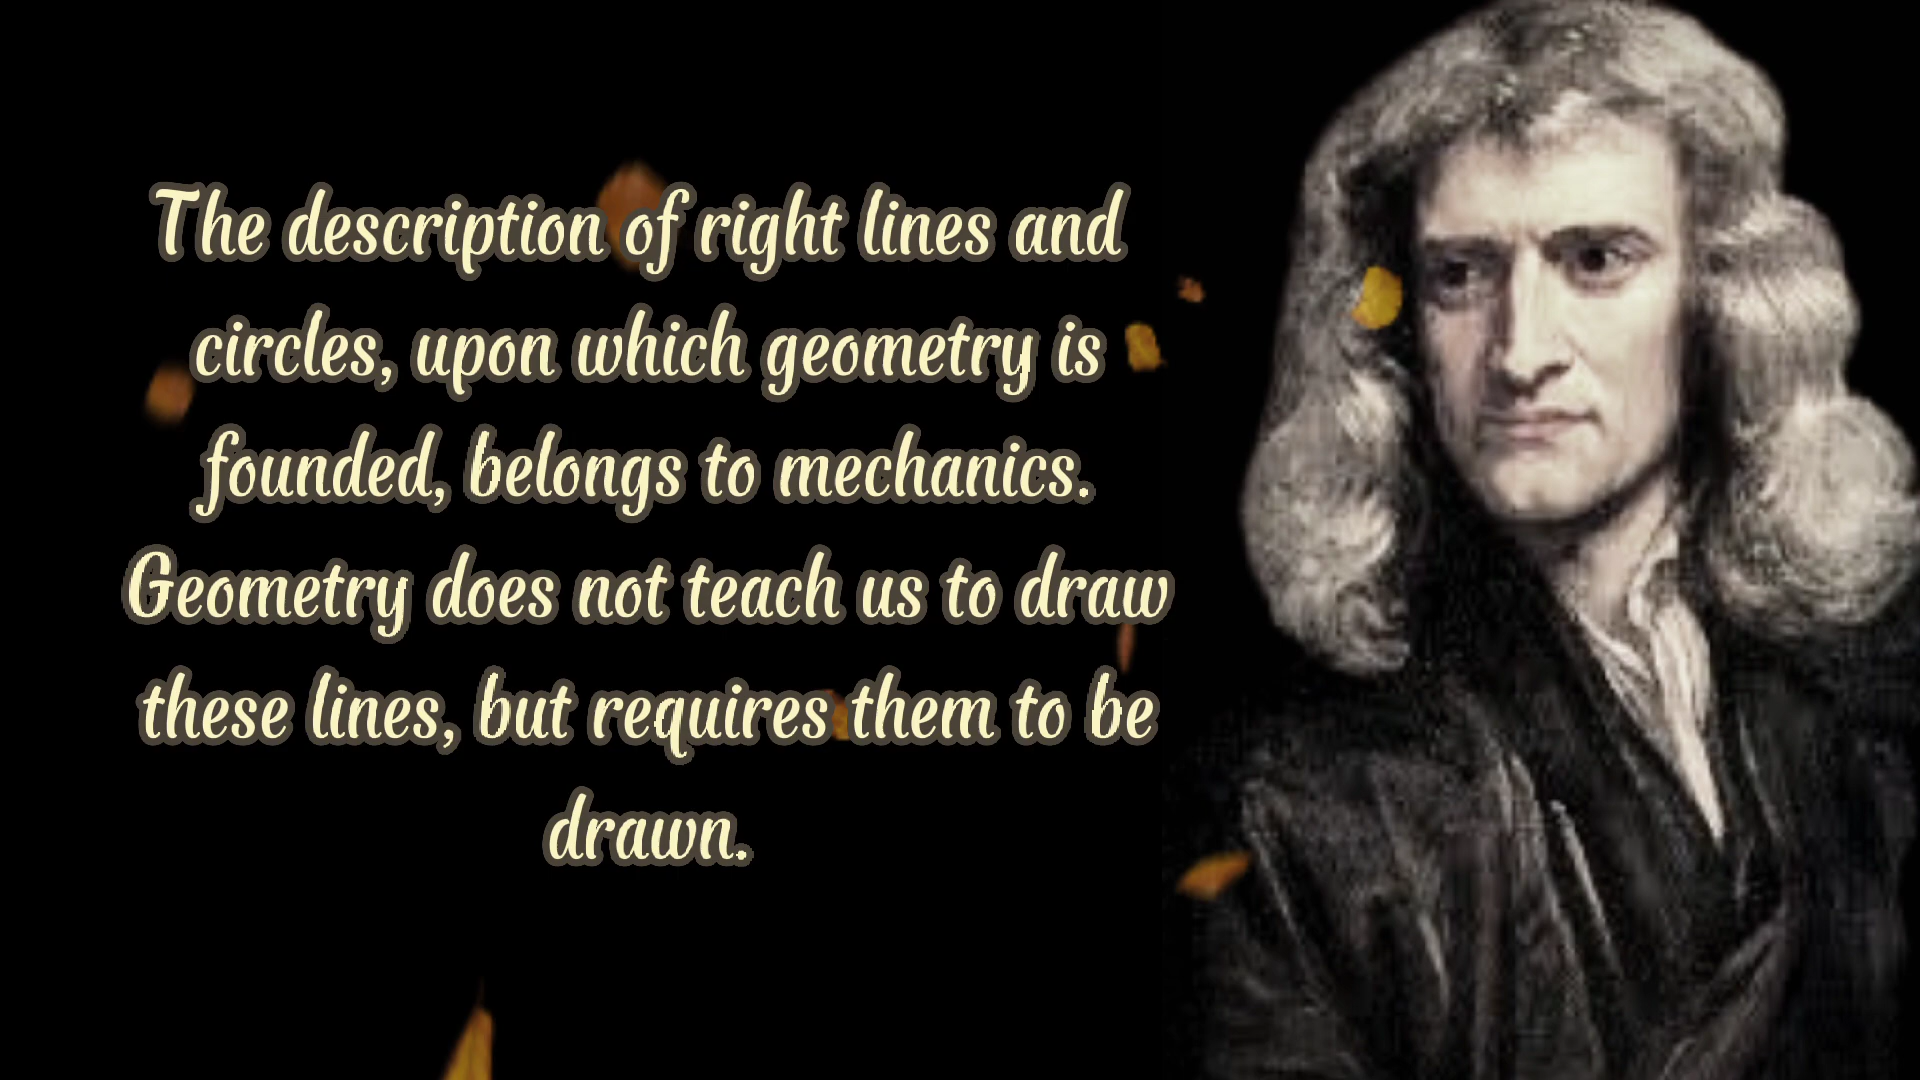 The description of right lines and
circles, upon which geometry is
founded, belongs to mechanics.
Geometry does not teach us to draw
these lines, but requires them to be
drawn.